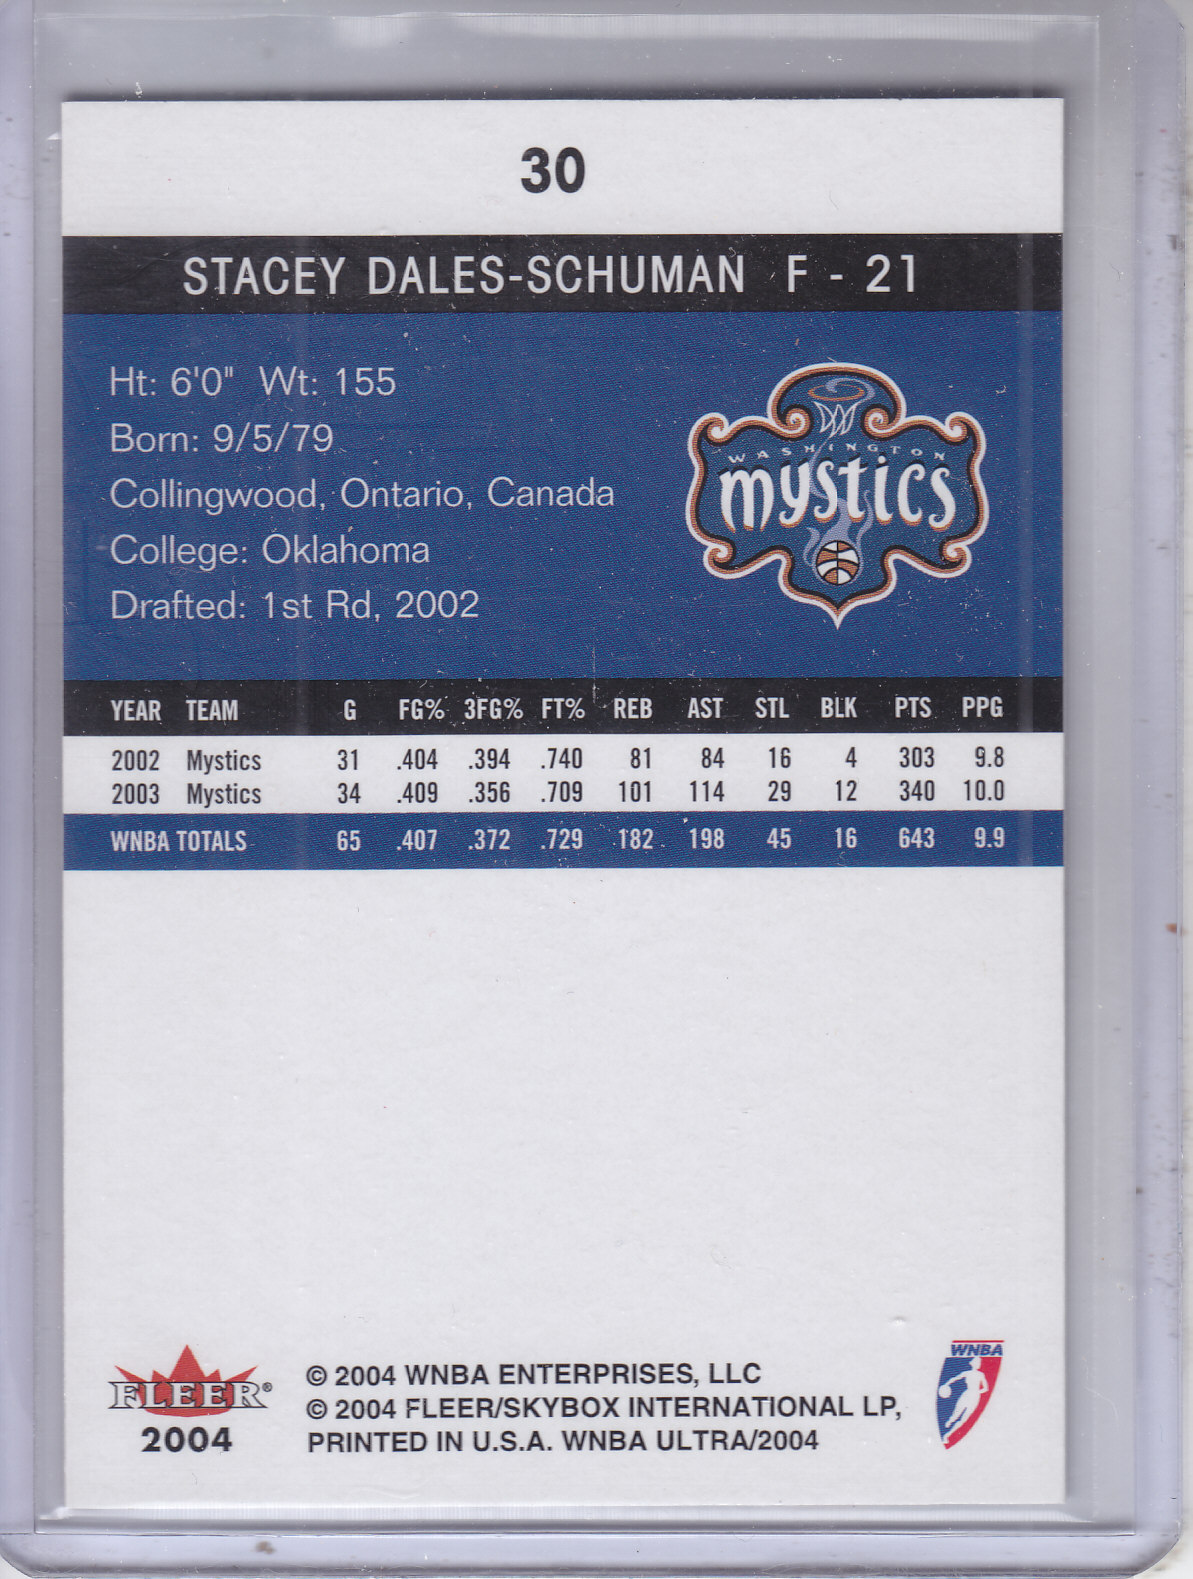 30
STACEY DALES-SCHUMAN F - 21
Ht: 6'0" Wt: 155
Born: 9/5/79
Collingwood, Ontario, Canada
College: Oklahoma
Drafted: 1st Rd, 2002
WASHINGTON
mystics
YEAR TEAM G FG% 3FG% FT% REB AST STL BLK PTS PPG
2002 Mystics 31 .404 .394 .740 81 84 16 4 303 9.8
2003 Mystics 34 .409 .356 .709 101 114 29 12 340 10.0
WNBA TOTALS 65 .407 .372 .729 182 198 45 16 643 9.9
FLEER®
2004
© 2004 WNBA ENTERPRISES, LLC
© 2004 FLEER/SKYBOX INTERNATIONAL LP,
PRINTED IN U.S.A. WNBA ULTRA/2004
WNBA